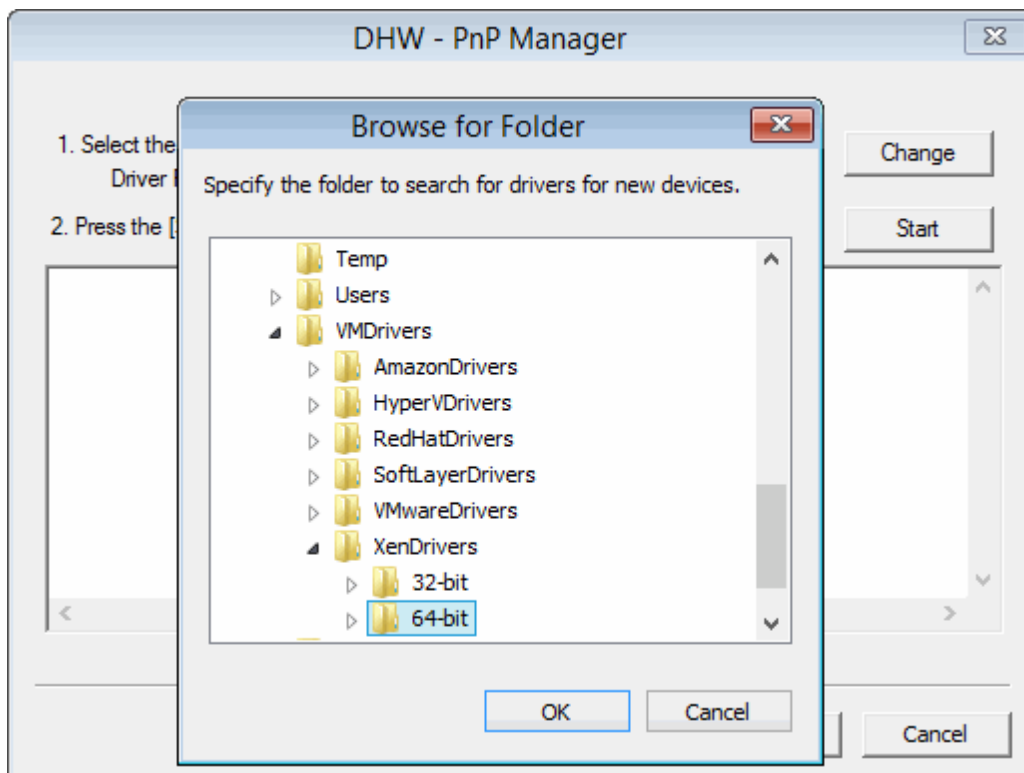 DHW - PnP Manager
Browse for Folder
1. Select the
Change
Driver
Specify the folder to search for drivers for new devices.
2. Press the [
Start
Temp
Users
VMDrivers
AmazonDrivers
HyperVDrivers
RedHatDrivers
SoftLayerDrivers
VMwareDrivers
XenDrivers
32-bit
64-bit
OK
Cancel
Cancel